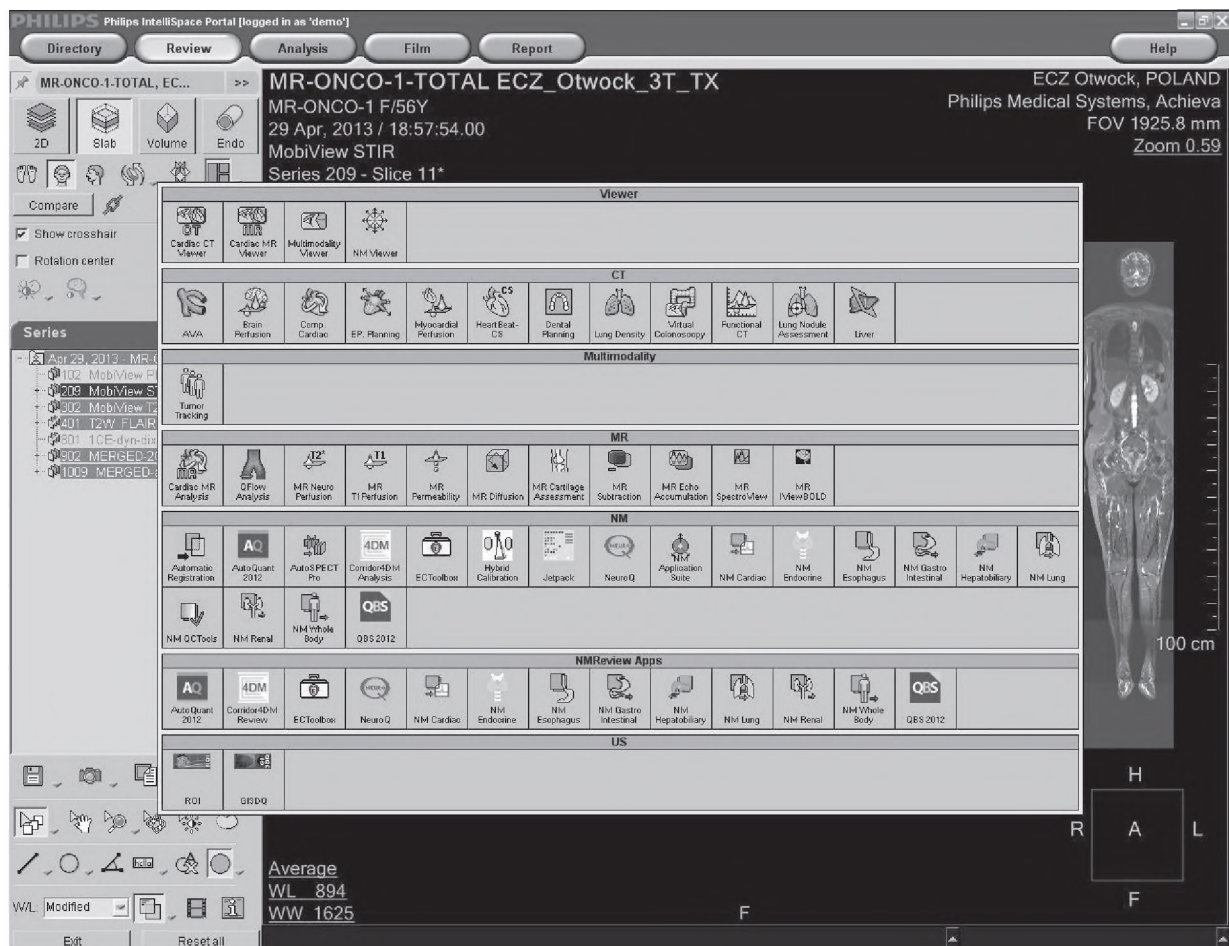 PHILIPS Philips IntelliSpace Portal [logged in as 'demo']
Directory Review Analysis Film Report Help
MR-ONCO-1-TOTAL, EC... >>
2D Slab Volume Endo
Compare
Show crosshair
Rotation center
Series
Apr 29, 2013 - MR-
102 MobiView
209 MobiView
302 MobiView
401 T2W_FLAIR
801
902 MERGED
1009 MERGED
MR-ONCO-1-TOTAL ECZ_Otwock_3T_TX
MR-ONCO-1 F/56Y
29 Apr, 2013 / 18:57:54.00
MobiView STIR
Series 209 - Slice 11*
ECZ Otwock, POLAND
Philips Medical Systems, Achieva
FOV 1925.8 mm
Zoom 0.59
Viewer
Cardiac CT Viewer
Cardiac MR Viewer
Multimodality Viewer
NM Viewer
CT
AVA
Brain Perfusion
Comp. Cardiac
EP. Planning
Myocardial Perfusion
HeartBeat-CS
Dental Planning
Lung Density
Virtual Colonoscopy
Functional CT
Lung Nodule Assessment
Liver
Multimodality
Tumor Tracking
MR
Cardiac MR Analysis
QFlow Analysis
MR Neuro Perfusion
MR T1 Perfusion
MR Permeability
MR Diffusion
MR Cartilage Assessment
MR Subtraction
MR Echo Accumulation
MR SpectroView
MR IViewBOLD
NM
Automatic Registration
AutoQuant 2012
AutoSPECT Pro
Corridor4DM Analysis
ECToolbox
Hybrid Calibration
Jetpack
NeuroQ
NM Application Suite
NM Cardiac
NM Endocrine
NM Esophagus
NM Gastro Intestinal
NM Hepatobiliary
NM Lung
NM QCTools
NM Renal
NM Whole Body
QBS 2012
NMReview Apps
AutoQuant 2012
Corridor4DM Review
ECToolbox
NeuroQ
NM Cardiac
NM Endocrine
NM Esophagus
NM Gastro Intestinal
NM Hepatobiliary
NM Lung
NM Renal
NM Whole Body
QBS 2012
US
ROI
GI3DQ
100 cm
H
R A L
F
hello
W/L: Modified
Exit Reset all
Average
WL 894
WW 1625
F